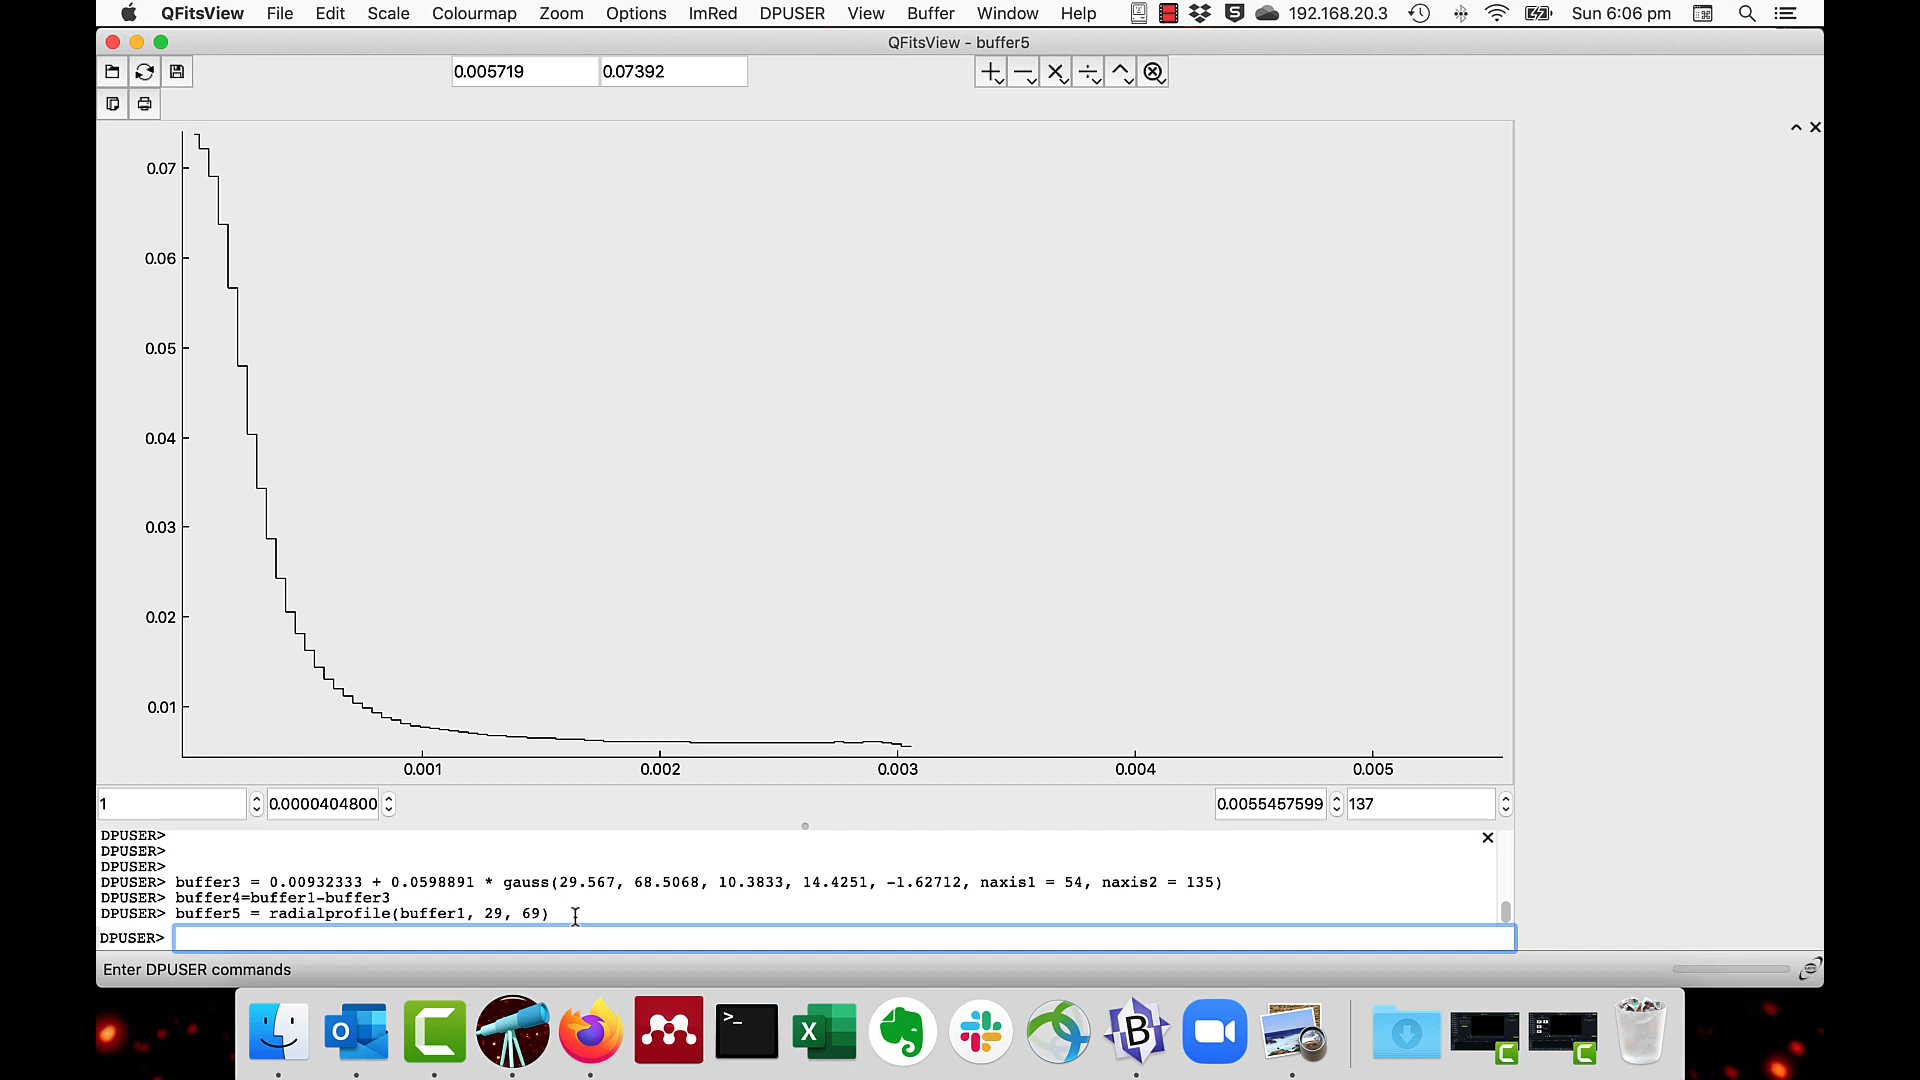 QFitsView File Edit Scale Colourmap Zoom Options ImRed DPUSER View Buffer Window Help 192.168.20.3 Sun 6:06 pm
QFitsView - buffer5
0.005719 0.07392
0.07
0.06
0.05
0.04
0.03
0.02
0.01
0.001 0.002 0.003 0.004 0.005
1 0.0000404800 0.0055457599 137
DPUSER>
DPUSER>
DPUSER>
DPUSER> buffer3 = 0.00932333 + 0.0598891 * gauss(29.567, 68.5068, 10.3833, 14.4251, -1.62712, naxis1 = 54, naxis2 = 135)
DPUSER> buffer4=buffer1-buffer3
DPUSER> buffer5 = radialprofile(buffer1, 29, 69)
DPUSER>
Enter DPUSER commands